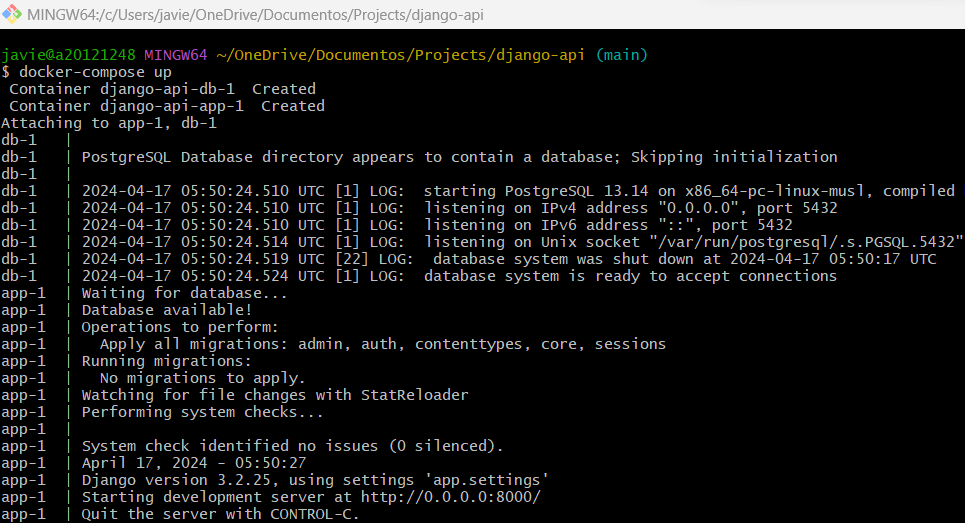 MINGW64:/c/Users/javie/OneDrive/Documentos/Projects/django-api
javie@a20121248 MINGW64 ~/OneDrive/Documentos/Projects/django-api (main)
$ docker-compose up
 Container django-api-db-1  Created
 Container django-api-app-1  Created
Attaching to app-1, db-1
db-1   |
db-1   | PostgreSQL Database directory appears to contain a database; Skipping initialization
db-1   |
db-1   | 2024-04-17 05:50:24.510 UTC [1] LOG:  starting PostgreSQL 13.14 on x86_64-pc-linux-musl, compiled
db-1   | 2024-04-17 05:50:24.510 UTC [1] LOG:  listening on IPv4 address "0.0.0.0", port 5432
db-1   | 2024-04-17 05:50:24.510 UTC [1] LOG:  listening on IPv6 address "::", port 5432
db-1   | 2024-04-17 05:50:24.514 UTC [1] LOG:  listening on Unix socket "/var/run/postgresql/.s.PGSQL.5432"
db-1   | 2024-04-17 05:50:24.519 UTC [22] LOG:  database system was shut down at 2024-04-17 05:50:17 UTC
db-1   | 2024-04-17 05:50:24.524 UTC [1] LOG:  database system is ready to accept connections
app-1  | Waiting for database...
app-1  | Database available!
app-1  | Operations to perform:
app-1  |   Apply all migrations: admin, auth, contenttypes, core, sessions
app-1  | Running migrations:
app-1  |   No migrations to apply.
app-1  | Watching for file changes with StatReloader
app-1  | Performing system checks...
app-1  |
app-1  | System check identified no issues (0 silenced).
app-1  | April 17, 2024 - 05:50:27
app-1  | Django version 3.2.25, using settings 'app.settings'
app-1  | Starting development server at http://0.0.0.0:8000/
app-1  | Quit the server with CONTROL-C.